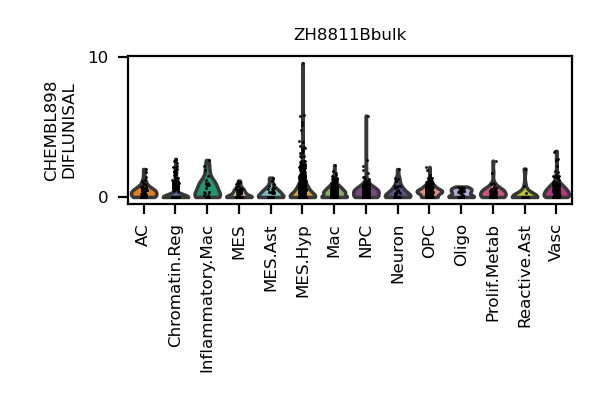 ZH8811Bbulk
CHEMBL898
DIFLUNISAL
10
0
AC
Chromatin.Reg
Inflammatory.Mac
MES
MES.Ast
MES.Hyp
Mac
NPC
Neuron
OPC
Oligo
Prolif.Metab
Reactive.Ast
Vasc